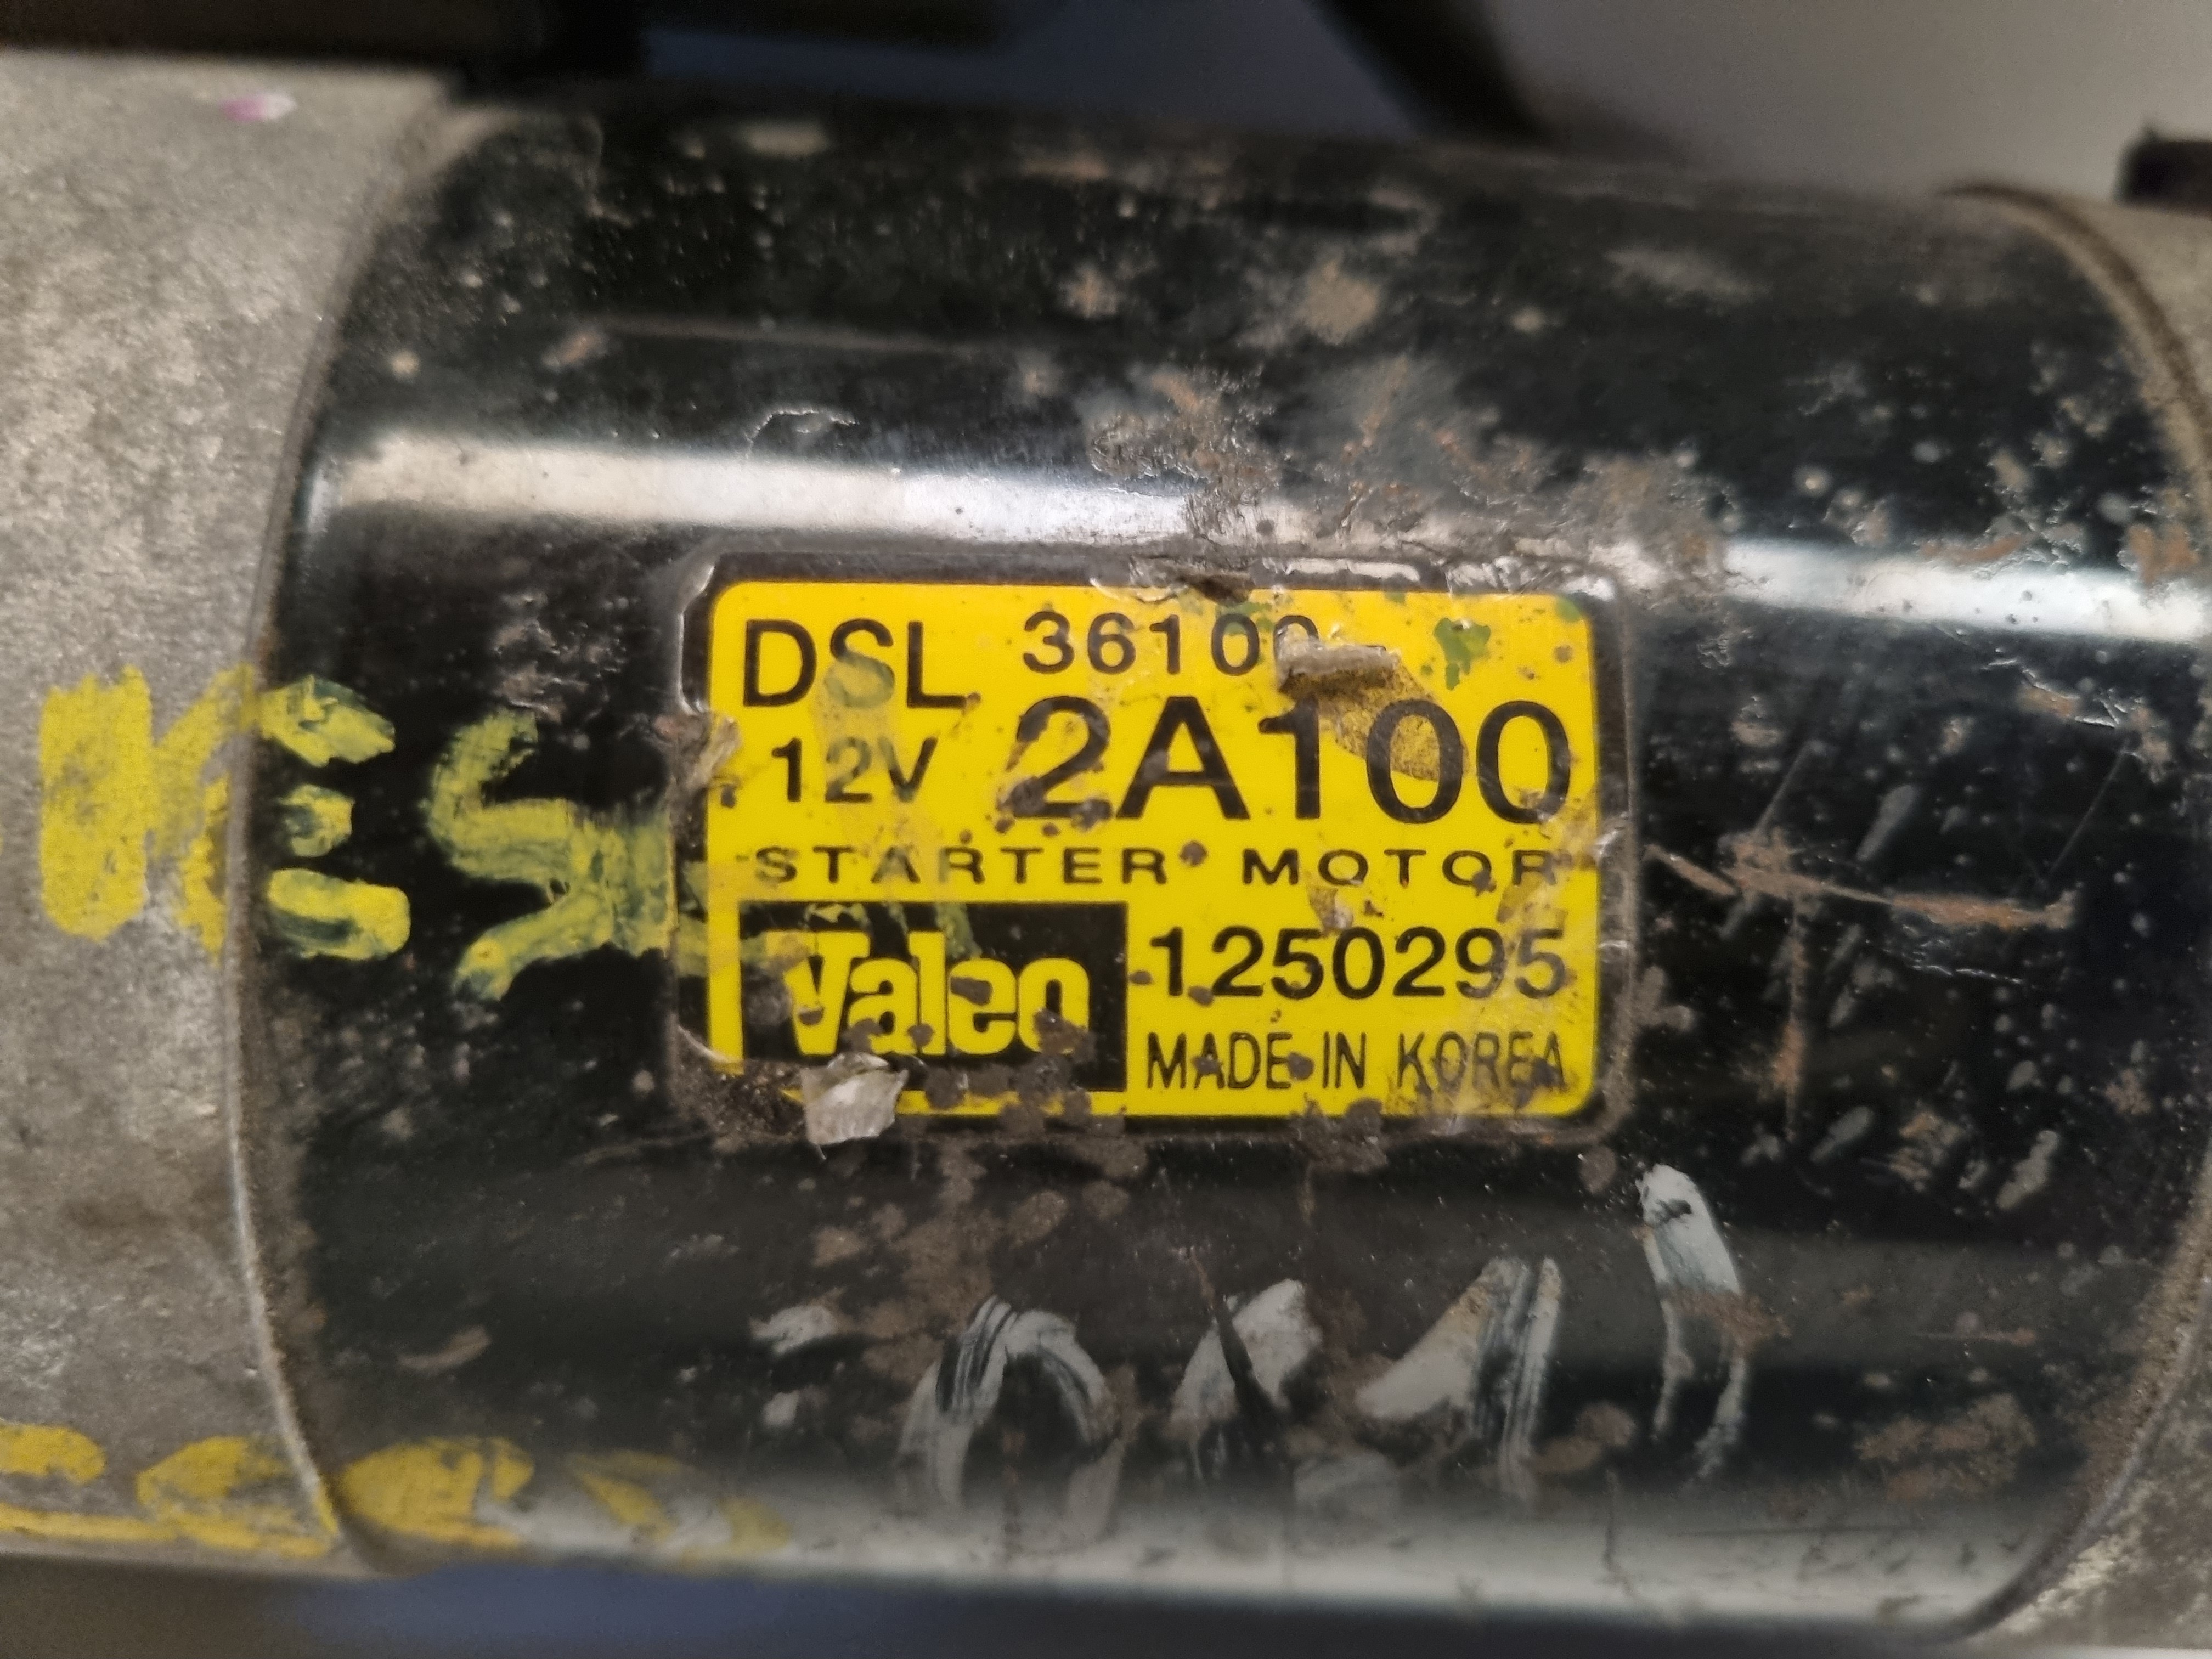 DSL 36100
12V 2A100
STARTER MOTOR
Valeo 1250295
MADE IN KOREA